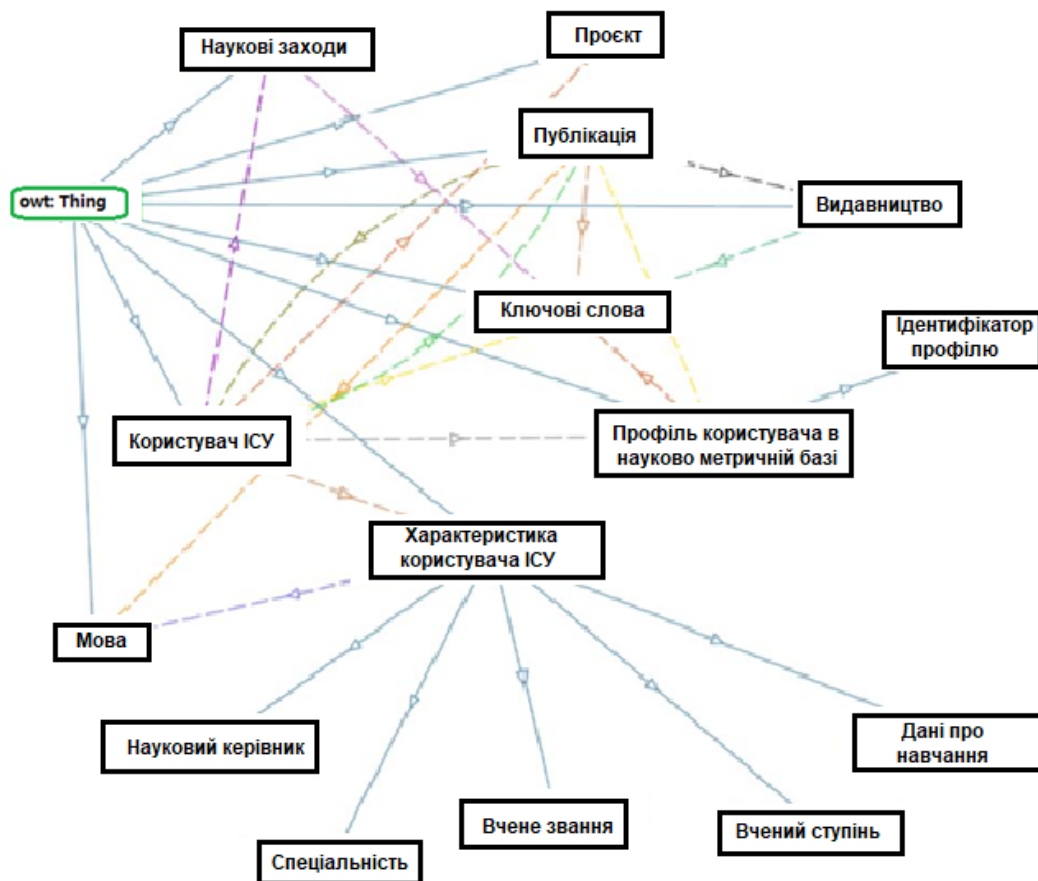 Проєкт
Наукові заходи
Публікація
owt: Thing
Видавництво
Ключові слова
Ідентифікатор
профілю
Користувач ІСУ
Профіль користувача в
науково метричній базі
Характеристика
користувача ІСУ
Мова
Науковий керівник
Дані про
навчання
Вчене звання
Вчений ступінь
Спеціальність